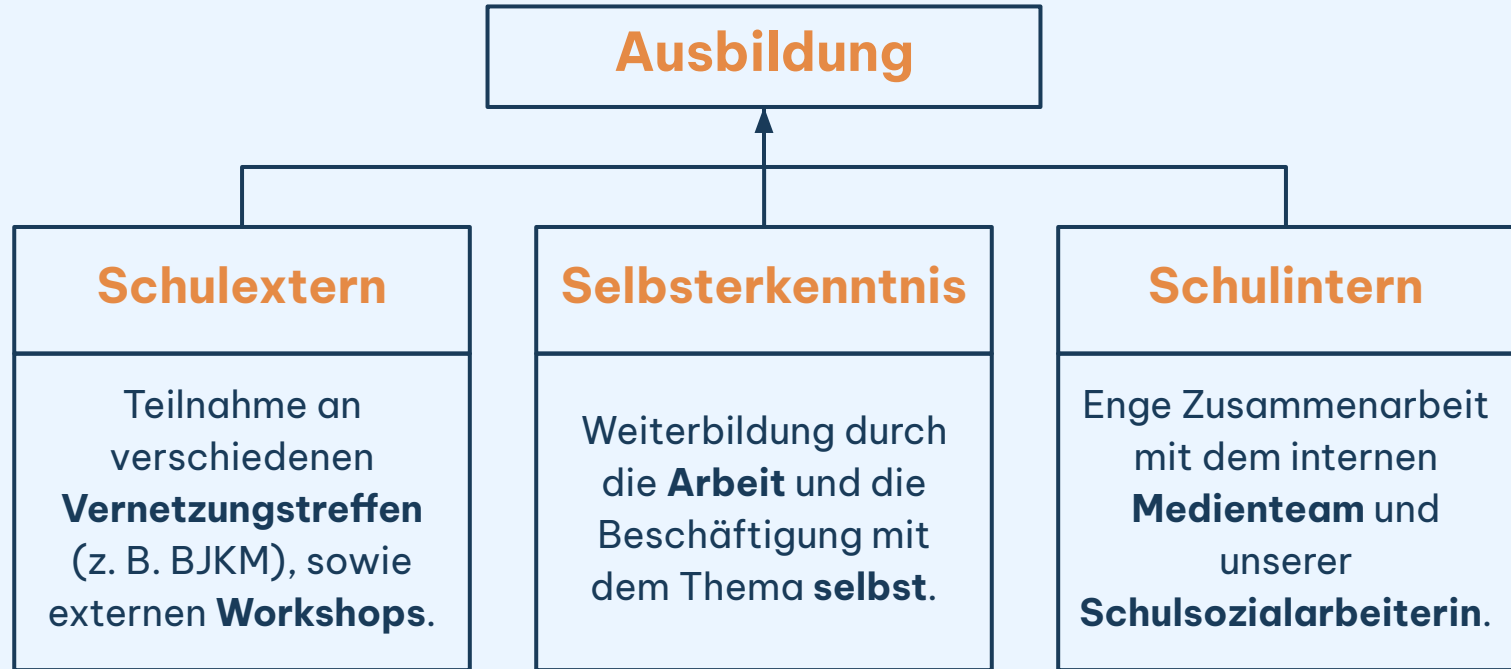 Ausbildung
Schulextern
Teilnahme an
verschiedenen
Vernetzungstreffen
(z. B. BJKM), sowie
externen Workshops.
Selbsterkenntnis
Weiterbildung durch
die Arbeit und die
Beschäftigung mit
dem Thema selbst.
Schulintern
Enge Zusammenarbeit
mit dem internen
Medienteam und
unserer
Schulsozialarbeiterin.